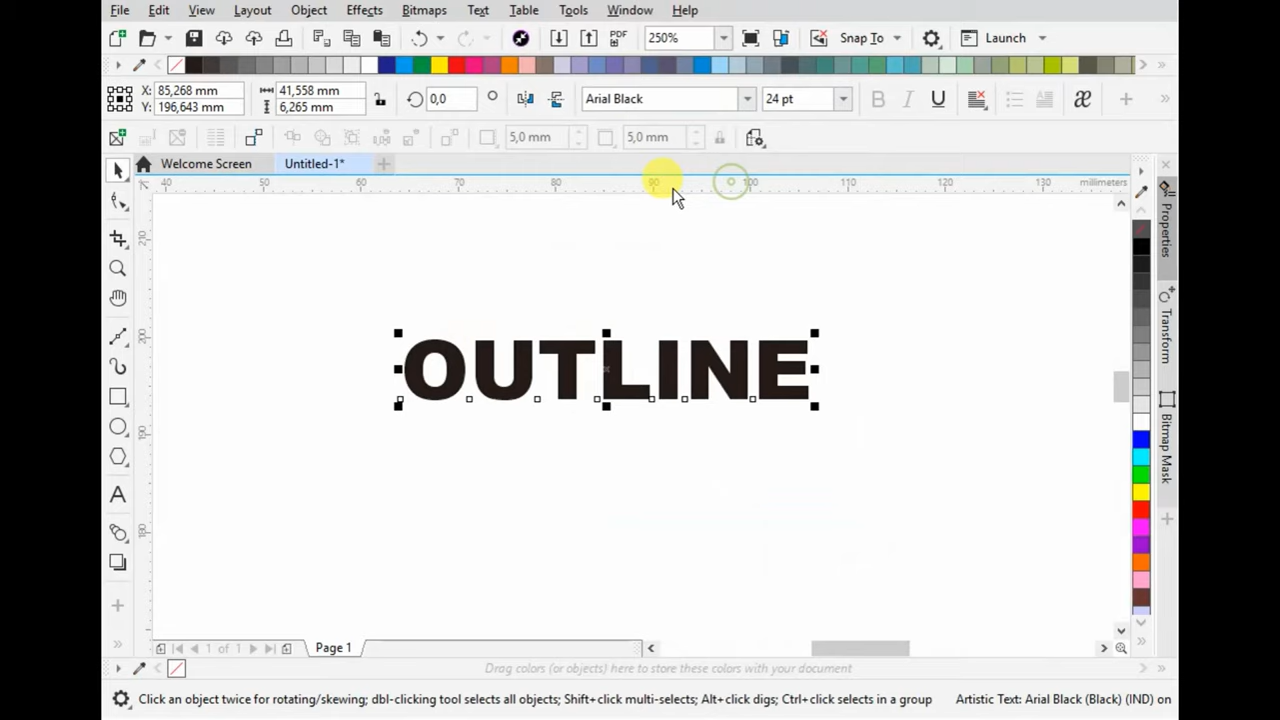 File Edit View Layout Object Effects Bitmaps Text Table Tools Window Help
PDF 250% Snap To Launch
X: 85,268 mm 41,558 mm 0,0 Arial Black 24 pt B I U æ
Y: 196,643 mm 6,265 mm
5,0 mm 5,0 mm
Welcome Screen Untitled-1*
40 50 60 70 80 90 100 110 120 130 millimeters
210
200
190
180
OUTLINE
A
Properties
Transform
Bitmap Mask
1 of 1 Page 1
Drag colors (or objects) here to store these colors with your document
Click an object twice for rotating/skewing; dbl-clicking tool selects all objects; Shift+click multi-selects; Alt+click digs; Ctrl+click selects in a group Artistic Text: Arial Black (Black) (IND) on